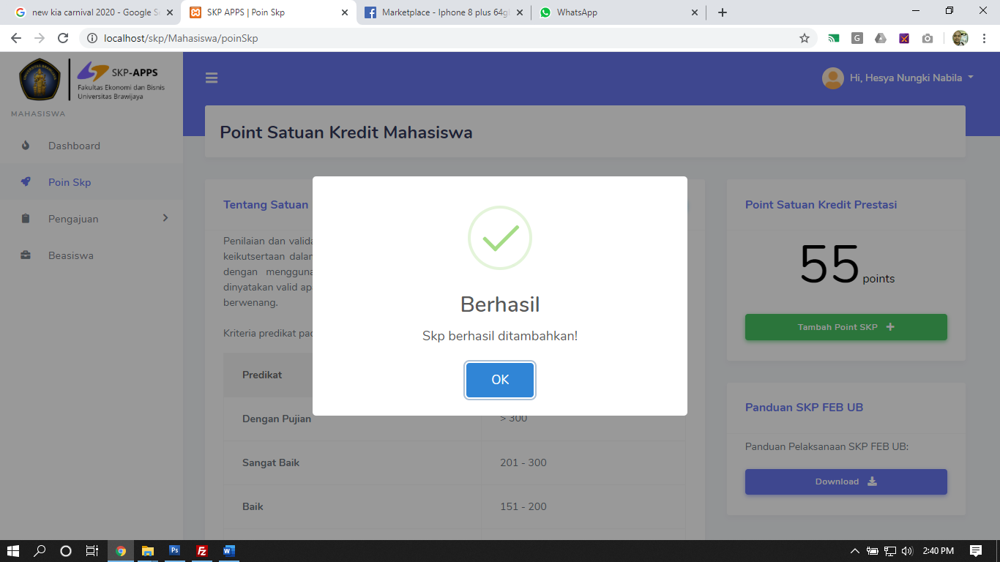 new kia carnival 2020 - Google S
SKP APPS | Poin Skp
Marketplace - Iphone 8 plus 64g
WhatsApp
localhost/skp/Mahasiswa/poinSkp
SKP-APPS
Fakultas Ekonomi dan Bisnis
Universitas Brawijaya
MAHASISWA
Dashboard
Poin Skp
Pengajuan
Beasiswa
Hi, Hesya Nungki Nabila
Point Satuan Kredit Mahasiswa
Tentang Satuan
Penilaian dan valida
keikutsertaan dalam
dengan mengguna
dinyatakan valid apa
berwenang.
Kriteria predikat pad
Predikat
Dengan Pujian > 300
Sangat Baik 201 - 300
Baik 151 - 200
Berhasil
Skp berhasil ditambahkan!
OK
Point Satuan Kredit Prestasi
55 points
Tambah Point SKP
Panduan SKP FEB UB
Panduan Pelaksanaan SKP FEB UB:
Download
2:40 PM